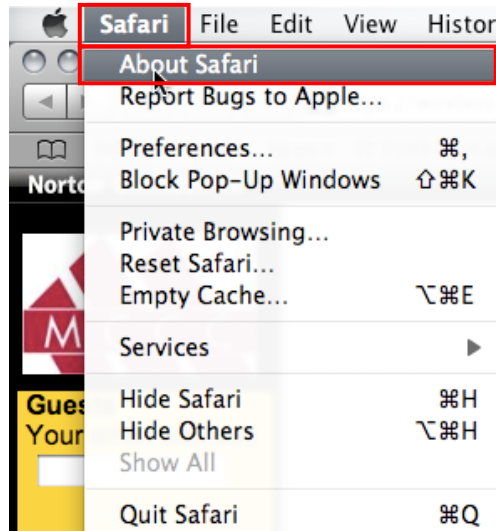 Safari File Edit View Histor
About Safari
Report Bugs to Apple...
Preferences... ⌘,
Block Pop-Up Windows ⇧⌘K
Norto
Private Browsing...
Reset Safari...
Empty Cache... ⌥⌘E
M
Services ▶
Hide Safari ⌘H
Gues
Hide Others ⌥⌘H
Your
Show All
Quit Safari ⌘Q